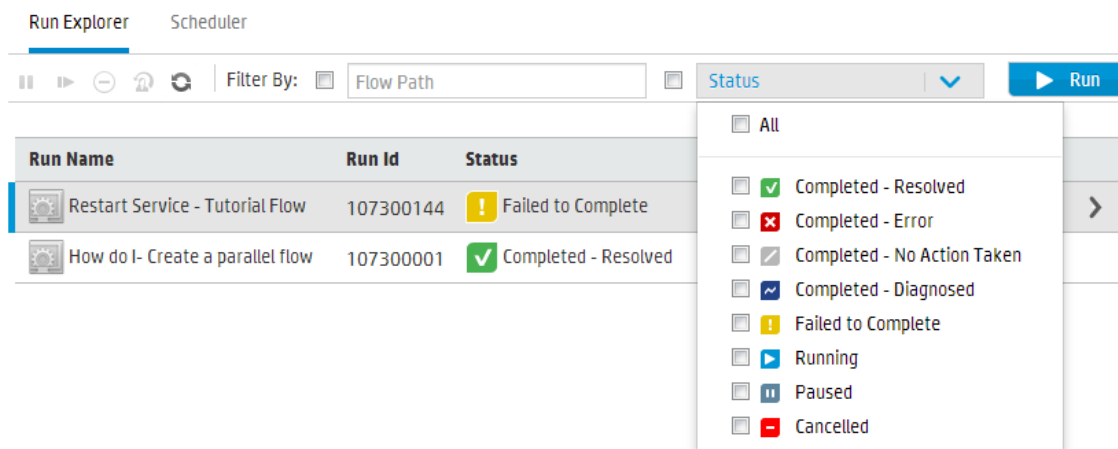 Run Explorer Scheduler
Filter By: Flow Path Status Run
All
Run Name Run Id Status
Restart Service - Tutorial Flow 107300144 Failed to Complete
How do I- Create a parallel flow 107300001 Completed - Resolved
Completed - Resolved
Completed - Error
Completed - No Action Taken
Completed - Diagnosed
Failed to Complete
Running
Paused
Cancelled